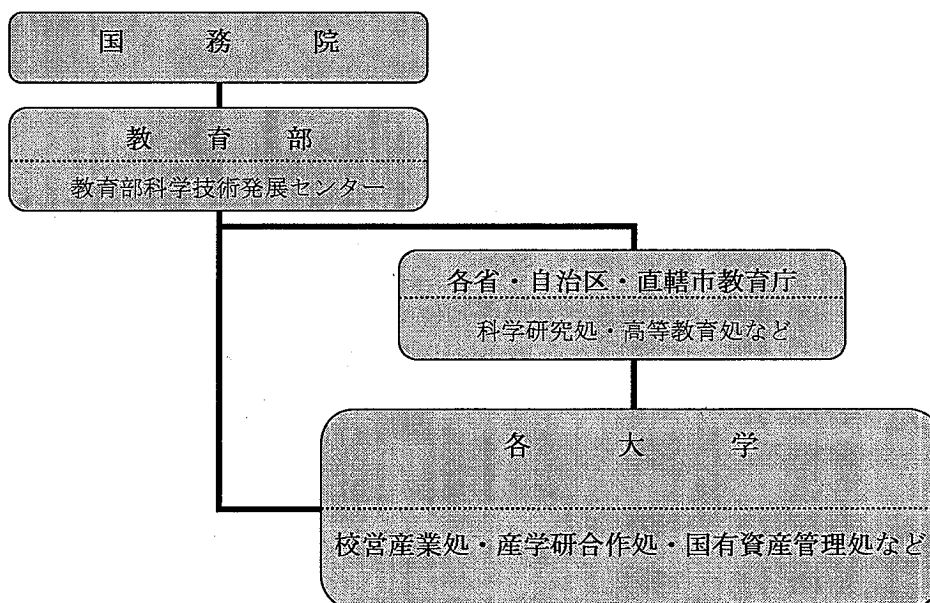 国務院
教育部
教育部科学技術発展センター
各省・自治区・直轄市教育庁
科学研究処・高等教育処など
各大学
校営産業処・産学研合作処・国有資産管理処など